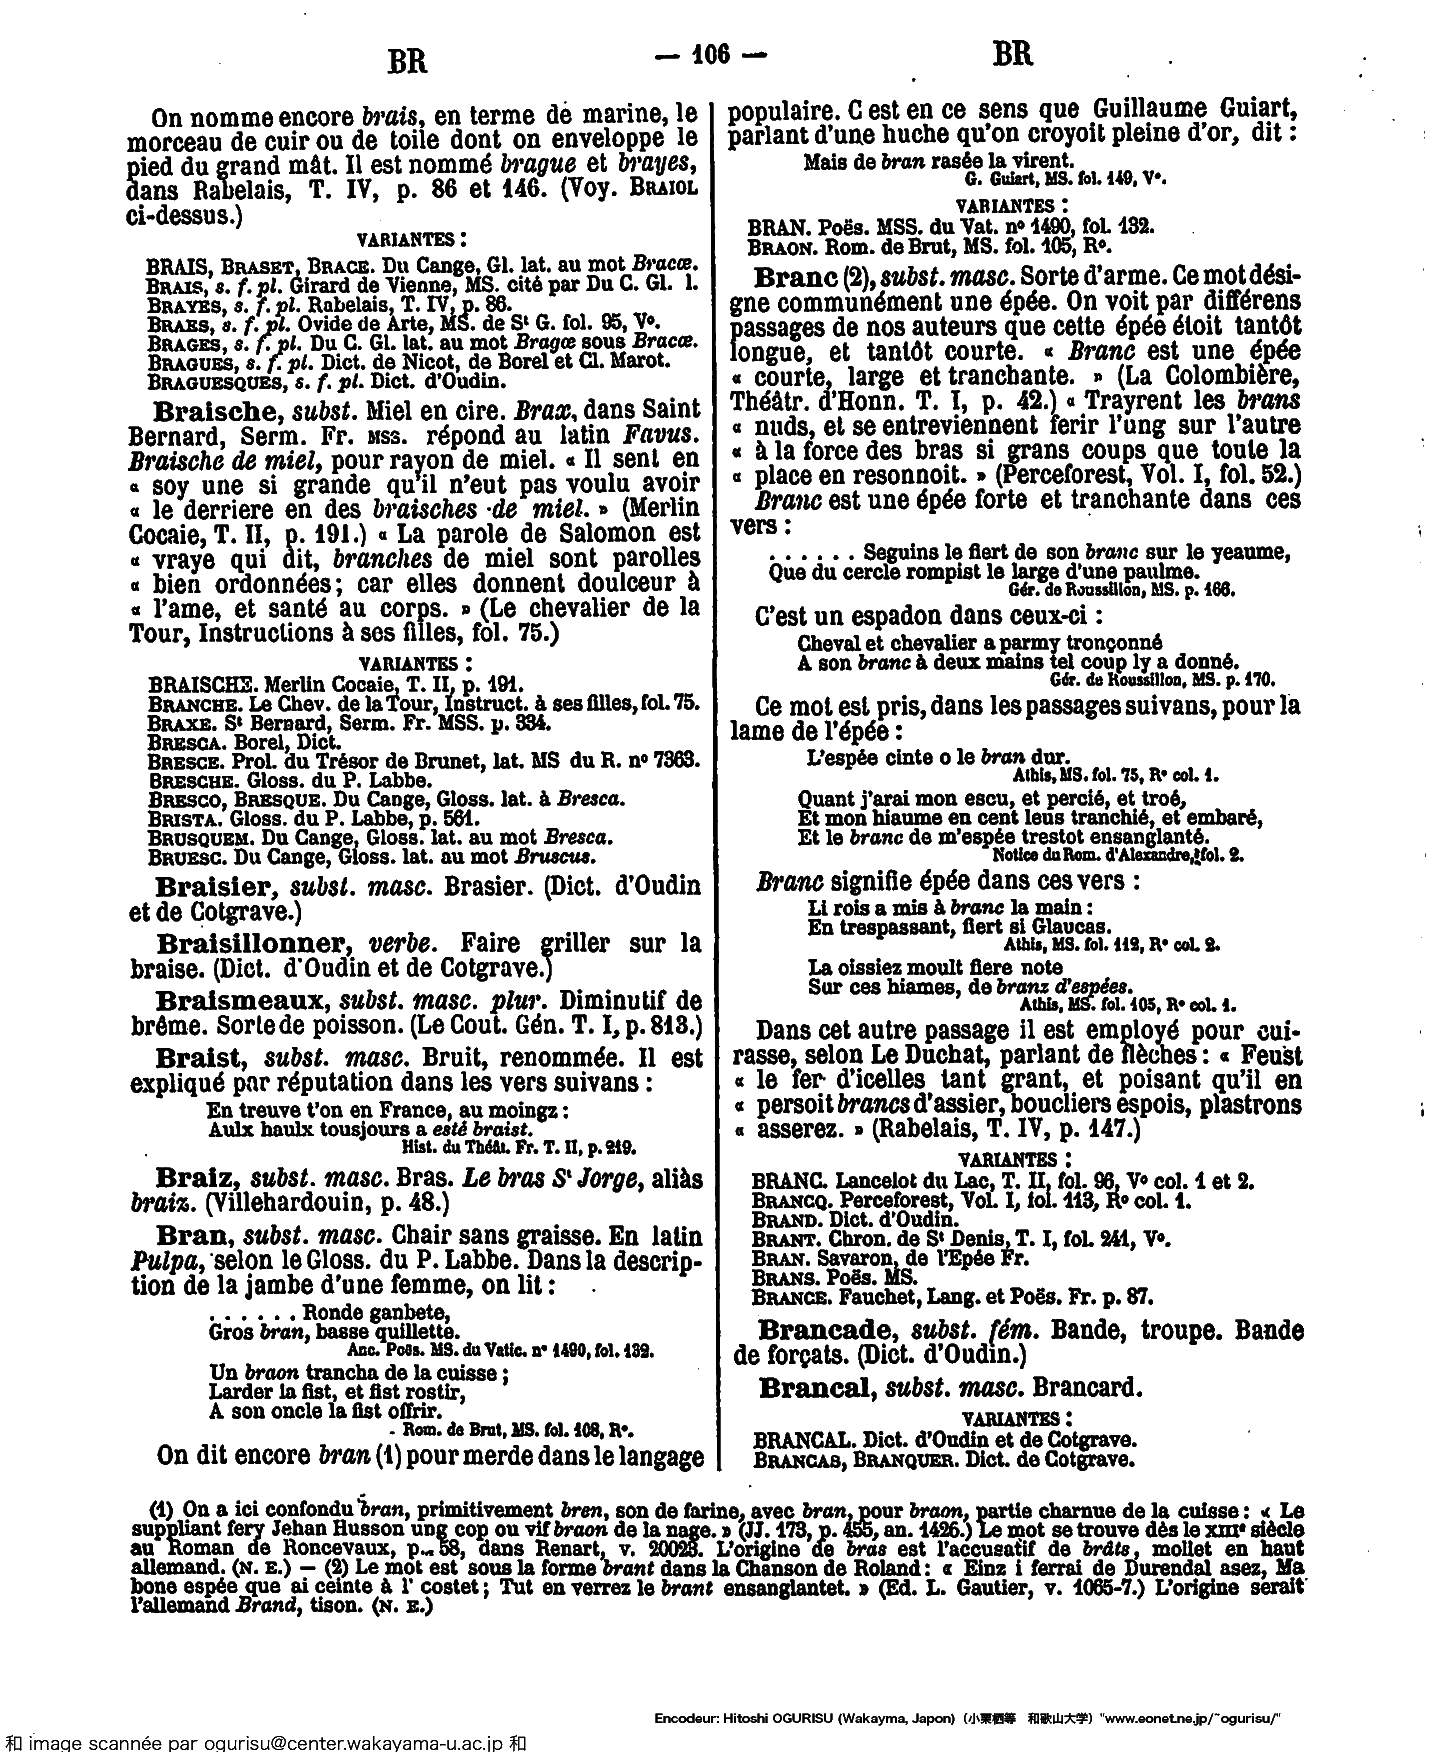 BR — 106 — BR
On nomme encore brais, en terme de marine, le
morceau de cuir ou de toile dont on enveloppe le
pied du grand mât. Il est nommé brague et brayes,
dans Rabelais, T. IV, p. 86 et 146. (Voy. BRAIOL
ci-dessus.)
VARIANTES :
BRAIS, BRASET, BRACE. Du Cange, Gl. lat. au mot Bracæ.
BRAIS, s. f. pl. Girard de Vienne, MS. cité par Du C. Gl. l.
BRAYES, s. f. pl. Rabelais, T. IV, p. 86.
BRAES, s. f. pl. Ovide de Arte, MS. de St G. fol. 95, Vo.
BRAGES, s. f. pl. Du C. Gl. lat. au mot Bragæ sous Bracæ.
BRAGUES, s. f. pl. Dict. de Nicot, de Borel et Cl. Marot.
BRAGUESQUES, s. f. pl. Dict. d'Oudin.
Braische, subst. Miel en cire. Brax, dans Saint
Bernard, Serm. Fr. MSS. répond au latin Favus.
Braische de miel, pour rayon de miel. « Il sent en
« soy une si grande qu'il n'eut pas voulu avoir
« le derriere en des braisches de miel. » (Merlin
Cocaie, T. II, p. 191.) « La parole de Salomon est
« vraye qui dit, branches de miel sont parolles
« bien ordonnées; car elles donnent doulceur à
« l'ame, et santé au corps. » (Le chevalier de la
Tour, Instructions à ses filles, fol. 75.)
VARIANTES :
BRAISCHE. Merlin Cocaie, T. II, p. 191.
BRANCHE. Le Chev. de la Tour, Instruct. à ses filles, fol. 75.
BRAXE. St Bernard, Serm. Fr. MSS. p. 334.
BRESCA. Borel, Dict.
BRESCE. Prol. du Trésor de Brunet, lat. MS du R. no 7363.
BRESCHE. Gloss. du P. Labbe.
BRESCO, BRESQUE. Du Cange, Gloss. lat. à Bresca.
BRISTA. Gloss. du P. Labbe, p. 561.
BRUSQUEM. Du Cange, Gloss. lat. au mot Bresca.
BRUESC. Du Cange, Gloss. lat. au mot Bruscus.
Braisier, subst. masc. Brasier. (Dict. d'Oudin
et de Cotgrave.)
Braisillonner, verbe. Faire griller sur la
braise. (Dict. d'Oudin et de Cotgrave.)
Braismeaux, subst. masc. plur. Diminutif de
brême. Sorte de poisson. (Le Cout. Gén. T. I, p. 813.)
Braist, subst. masc. Bruit, renommée. Il est
expliqué par réputation dans les vers suivans :
En treuve t'on en France, au moingz :
Aulx haulx tousjours a esté braist.
Hist. du Théât. Fr. T. II, p. 219.
Braiz, subst. masc. Bras. Le bras St Jorge, aliàs
braiz. (Villehardouin, p. 48.)
Bran, subst. masc. Chair sans graisse. En latin
Pulpa, selon le Gloss. du P. Labbe. Dans la descrip-
tion de la jambe d'une femme, on lit :
. . . . . . Ronde ganbete,
Gros bran, basse quillette.
Anc. Poës. MS. du Vatic. no 1490, fol. 132.
Un braon trancha de la cuisse ;
Larder la fist, et fist rostir,
A son oncle la fist offrir.
Rom. de Brut, MS. fol. 108, Ro.
On dit encore bran (1) pour merde dans le langage
populaire. C est en ce sens que Guillaume Guiart,
parlant d'une huche qu'on croyoit pleine d'or, dit :
Mais de bran rasée la virent.
G. Guiart, MS. fol. 149, Vo.
VARIANTES :
BRAN. Poës. MSS. du Vat. no 1490, fol. 132.
BRAON. Rom. de Brut, MS. fol. 105, Ro.
Branc (2), subst. masc. Sorte d'arme. Ce mot dési-
gne communément une épée. On voit par différens
passages de nos auteurs que cette épée étoit tantôt
longue, et tantôt courte. « Branc est une épée
« courte, large et tranchante. » (La Colombière,
Théâtr. d'Honn. T. I, p. 42.) « Trayrent les brans
« nuds, et se entreviennent ferir l'ung sur l'autre
« à la force des bras si grans coups que toute la
« place en resonnoit. » (Perceforest, Vol. I, fol. 52.)
Branc est une épée forte et tranchante dans ces
vers :
. . . . . . Seguins le fiert de son branc sur le yeaume,
Que du cercle rompist le large d'une paulme.
Gér. de Roussillon, MS. p. 166.
C'est un espadon dans ceux-ci :
Cheval et chevalier a parmy tronçonné
A son branc à deux mains tel coup ly a donné.
Gér. de Roussillon, MS. p. 170.
Ce mot est pris, dans les passages suivans, pour la
lame de l'épée :
L'espée cinte o le bran dur.
Athis, MS. fol. 75, Ro col. 1.
Quant j'arai mon escu, et percié, et troé,
Et mon hiaume en cent leus tranchié, et embaré,
Et le branc de m'espée trestot ensanglanté.
Notice du Rom. d'Alexandre, fol. 2.
Branc signifie épée dans ces vers :
Li rois a mis à branc la main :
En trespassant, fiert si Glaucas.
Athis, MS. fol. 112, Ro col. 2.
La oissiez moult fiere note
Sur ces hiames, de branz d'espées.
Athis, MS. fol. 105, Ro col. 1.
Dans cet autre passage il est employé pour cui-
rasse, selon Le Duchat, parlant de flèches : « Feust
« le fer d'icelles tant grant, et poisant qu'il en
« persoit brancs d'assier, boucliers espois, plastrons
« asserez. » (Rabelais, T. IV, p. 147.)
VARIANTES :
BRANC. Lancelot du Lac, T. II, fol. 96, Vo col. 1 et 2.
BRANCQ. Perceforest, Vol. I, fol. 113, Ro col. 1.
BRAND. Dict. d'Oudin.
BRANT. Chron. de St Denis, T. I, fol. 241, Vo.
BRAN. Savaron, de l'Epée Fr.
BRANS. Poës. MS.
BRANCE. Fauchet, Lang. et Poës. Fr. p. 87.
Brancade, subst. fém. Bande, troupe. Bande
de forçats. (Dict. d'Oudin.)
Brancal, subst. masc. Brancard.
VARIANTES :
BRANCAL. Dict. d'Oudin et de Cotgrave.
BRANCAS, BRANQUER. Dict. de Cotgrave.
(1) On a ici confondu bran, primitivement bren, son de farine, avec bran, pour braon, partie charnue de la cuisse : « Le
suppliant fery Jehan Husson ung cop ou vif braon de la nage. » (JJ. 173, p. 455, an. 1426.) Le mot se trouve dès le XIIIe siècle
au Roman de Roncevaux, p. 58, dans Renart, v. 20023. L'origine de bras est l'accusatif de brâts, mollet en haut
allemand. (N. E.) — (2) Le mot est sous la forme brant dans la Chanson de Roland : « Einz i ferrai de Durendal asez, Ma
bone espée que ai ceinte à l' costet ; Tut en verrez le brant ensanglantet. » (Ed. L. Gautier, v. 1065-7.) L'origine serait
l'allemand Brand, tison. (N. E.)
Encodeur: Hitoshi OGURISU (Wakayma, Japon) (小栗栖等 和歌山大学) "www.eonet.ne.jp/~ogurisu/"
和 image scannée par ogurisu@center.wakayama-u.ac.jp 和